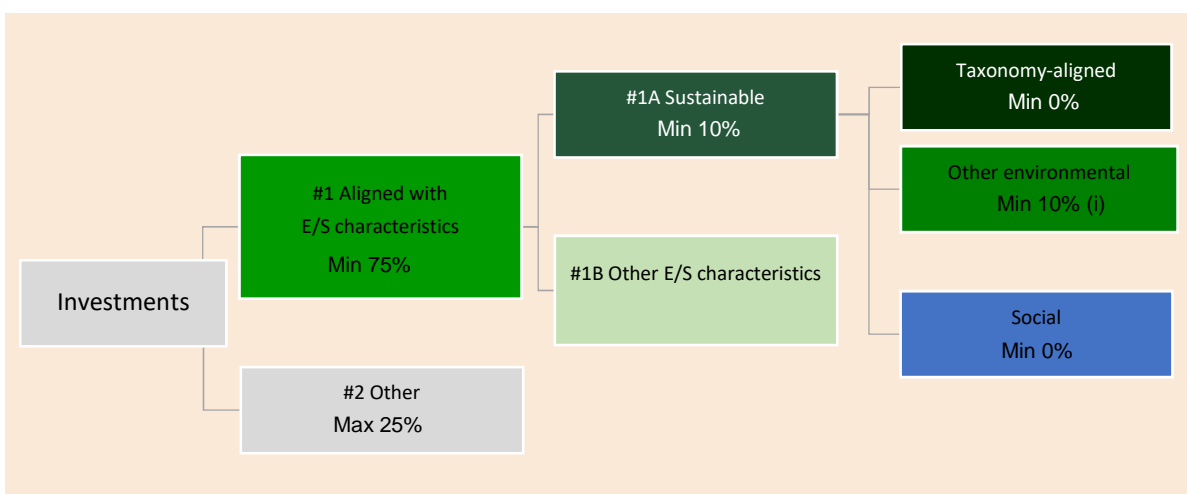 Investments
#1 Aligned with
E/S characteristics
Min 75%
#2 Other
Max 25%
#1A Sustainable
Min 10%
#1B Other E/S characteristics
Taxonomy-aligned
Min 0%
Other environmental
Min 10% (i)
Social
Min 0%